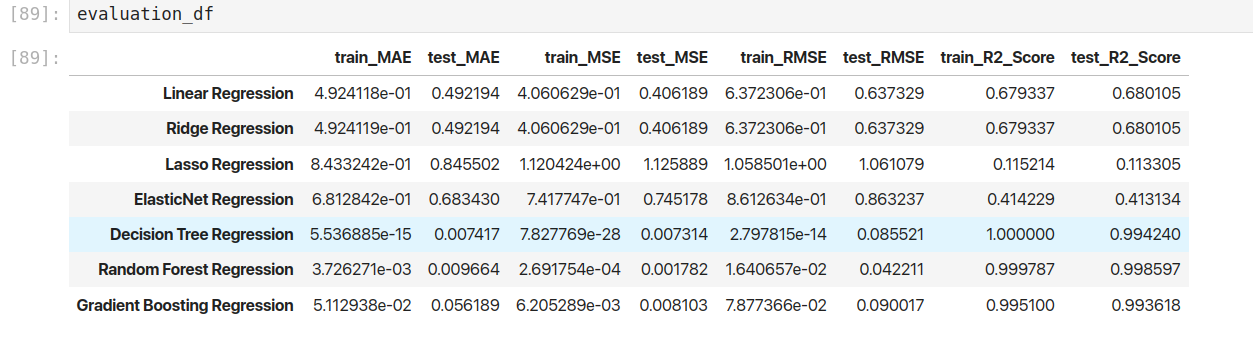 [89]: evaluation_df
[89]:
train_MAE test_MAE train_MSE test_MSE train_RMSE test_RMSE train_R2_Score test_R2_Score
Linear Regression 4.924118e-01 0.492194 4.060629e-01 0.406189 6.372306e-01 0.637329 0.679337 0.680105
Ridge Regression 4.924119e-01 0.492194 4.060629e-01 0.406189 6.372306e-01 0.637329 0.679337 0.680105
Lasso Regression 8.433242e-01 0.845502 1.120424e+00 1.125889 1.058501e+00 1.061079 0.115214 0.113305
ElasticNet Regression 6.812842e-01 0.683430 7.417747e-01 0.745178 8.612634e-01 0.863237 0.414229 0.413134
Decision Tree Regression 5.536885e-15 0.007417 7.827769e-28 0.007314 2.797815e-14 0.085521 1.000000 0.994240
Random Forest Regression 3.726271e-03 0.009664 2.691754e-04 0.001782 1.640657e-02 0.042211 0.999787 0.998597
Gradient Boosting Regression 5.112938e-02 0.056189 6.205289e-03 0.008103 7.877366e-02 0.090017 0.995100 0.993618